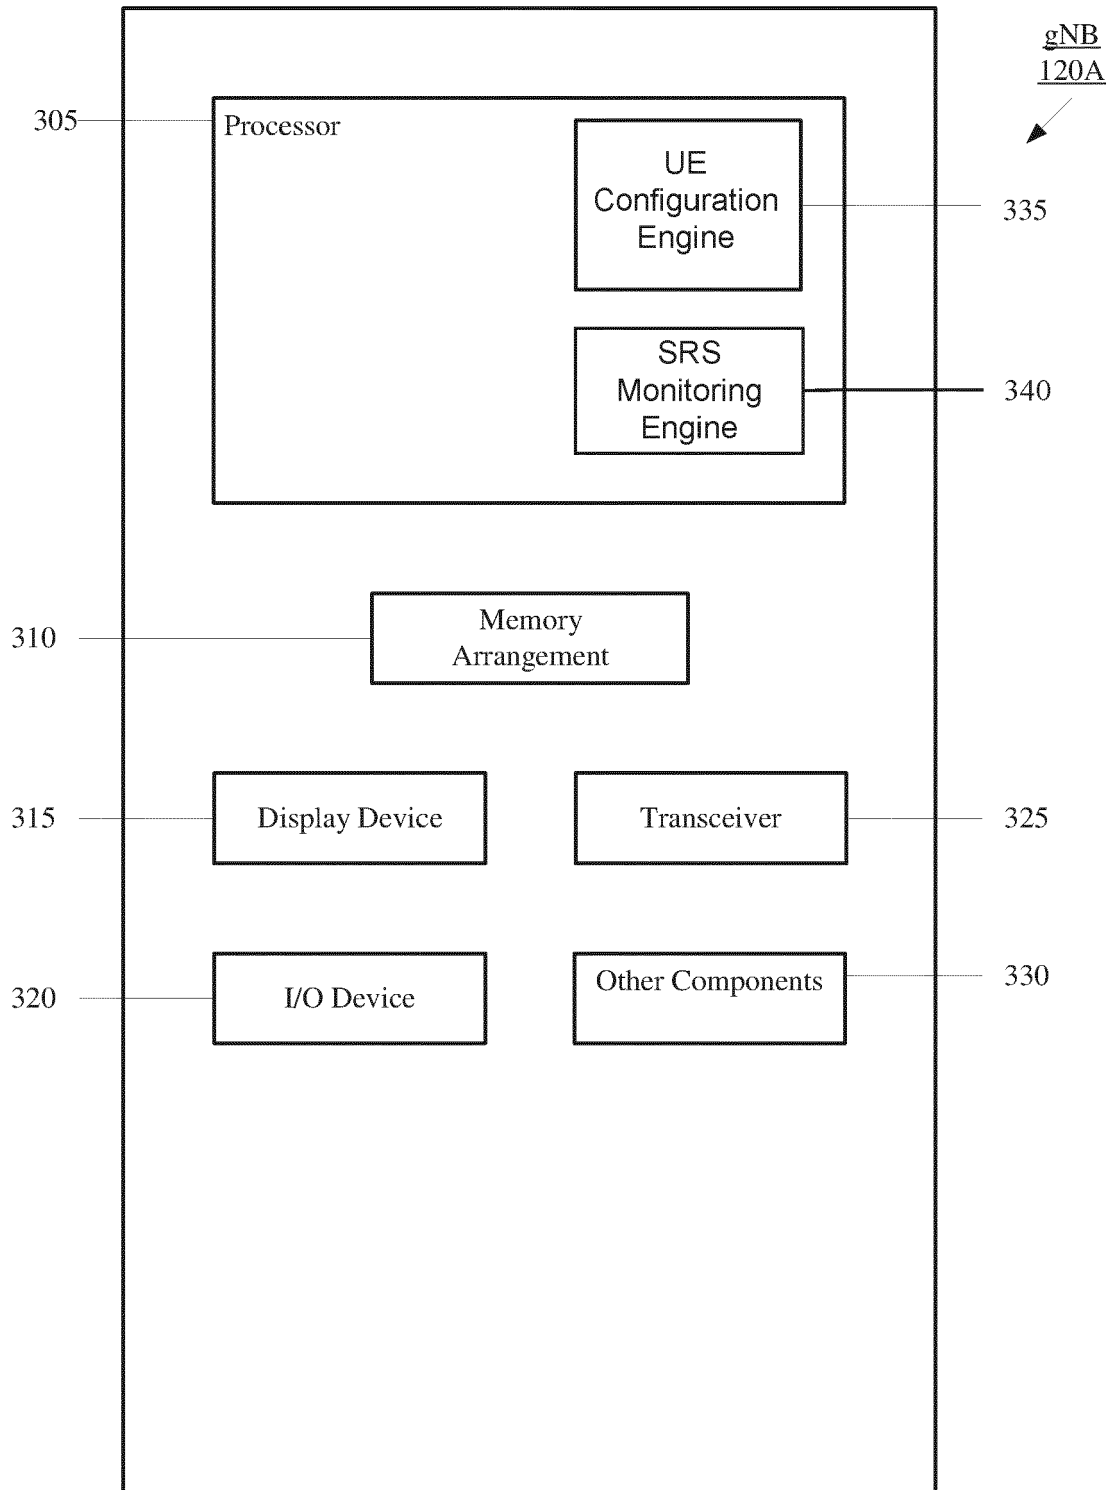 gNB
120A
305
Processor
UE
Configuration
Engine
335
SRS
Monitoring
Engine
340
310
Memory
Arrangement
315
Display Device
Transceiver
325
320
I/O Device
Other Components
330